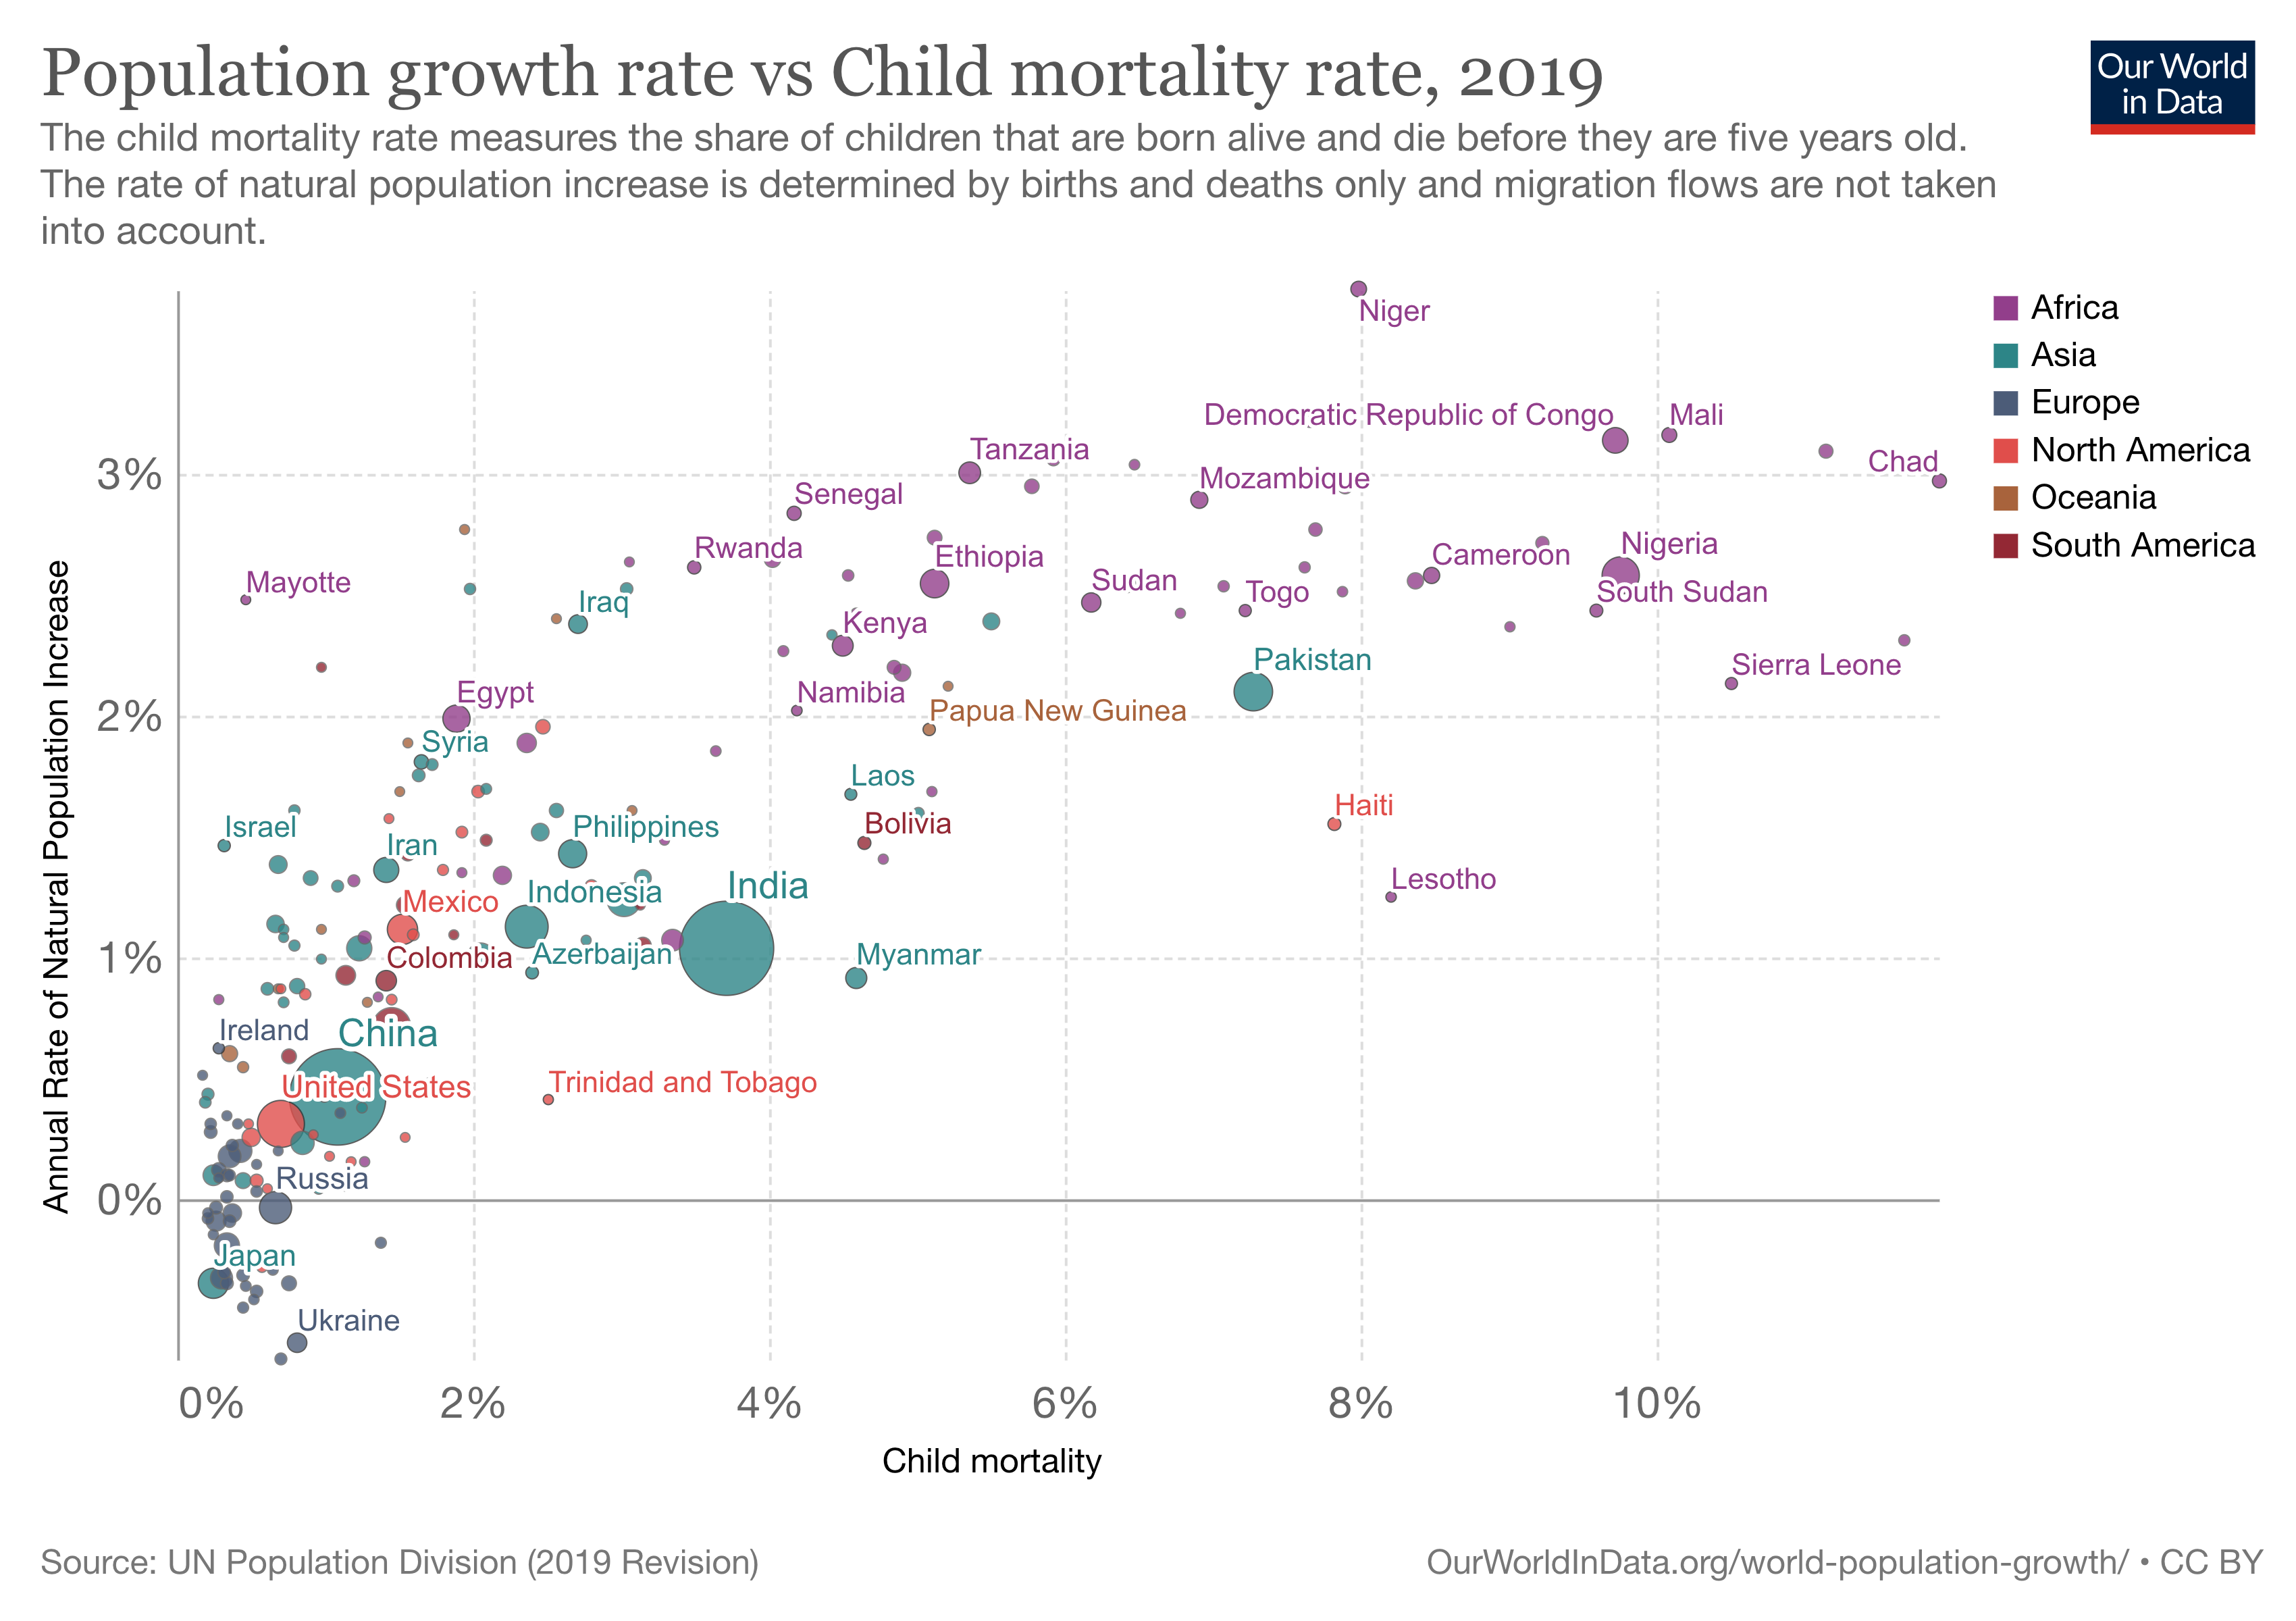 Population growth rate vs Child mortality rate, 2019
Our World
in Data
The child mortality rate measures the share of children that are born alive and die before they are five years old.
The rate of natural population increase is determined by births and deaths only and migration flows are not taken
into account.
Africa
Asia
Europe
North America
Oceania
South America
Annual Rate of Natural Population Increase
3%
2%
1%
0%
Niger
Democratic Republic of Congo
Mali
Tanzania
Chad
Mozambique
Senegal
Rwanda
Ethiopia
Cameroon
Nigeria
Mayotte
Sudan
Togo
South Sudan
Iraq
Kenya
Pakistan
Sierra Leone
Egypt
Namibia
Papua New Guinea
Syria
Laos
Haiti
Israel
Philippines
Bolivia
Iran
Lesotho
India
Indonesia
Mexico
Colombia
Azerbaijan
Myanmar
Ireland
China
United States
Trinidad and Tobago
Russia
Japan
Ukraine
0%
2%
4%
6%
8%
10%
Child mortality
Source: UN Population Division (2019 Revision)
OurWorldInData.org/world-population-growth/ • CC BY